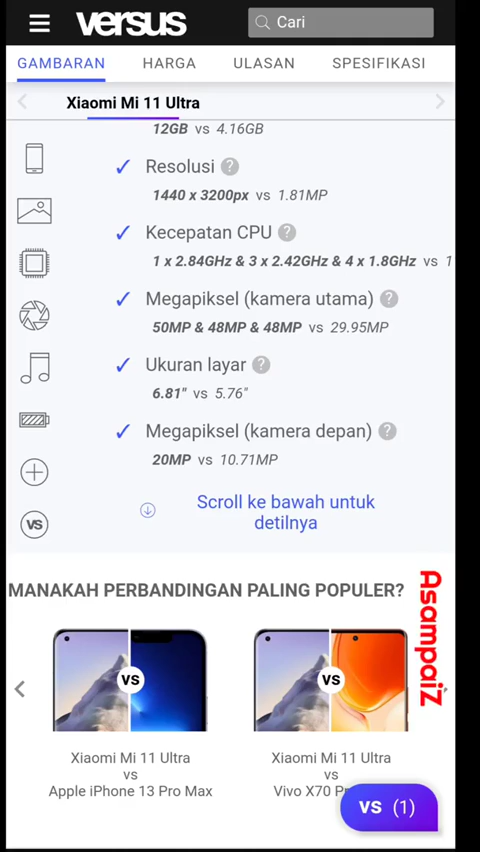 versus
Cari
GAMBARAN HARGA ULASAN SPESIFIKASI
Xiaomi Mi 11 Ultra
12GB vs 4.16GB
Resolusi ?
1440 x 3200px vs 1.81MP
Kecepatan CPU ?
1 x 2.84GHz & 3 x 2.42GHz & 4 x 1.8GHz vs 1
Megapiksel (kamera utama) ?
50MP & 48MP & 48MP vs 29.95MP
Ukuran layar ?
6.81" vs 5.76"
Megapiksel (kamera depan) ?
20MP vs 10.71MP
VS
Scroll ke bawah untuk
detilnya
MANAKAH PERBANDINGAN PALING POPULER?
AsampaiZ
VS
VS
Xiaomi Mi 11 Ultra
vs
Apple iPhone 13 Pro Max
Xiaomi Mi 11 Ultra
vs
Vivo X70 P
VS (1)